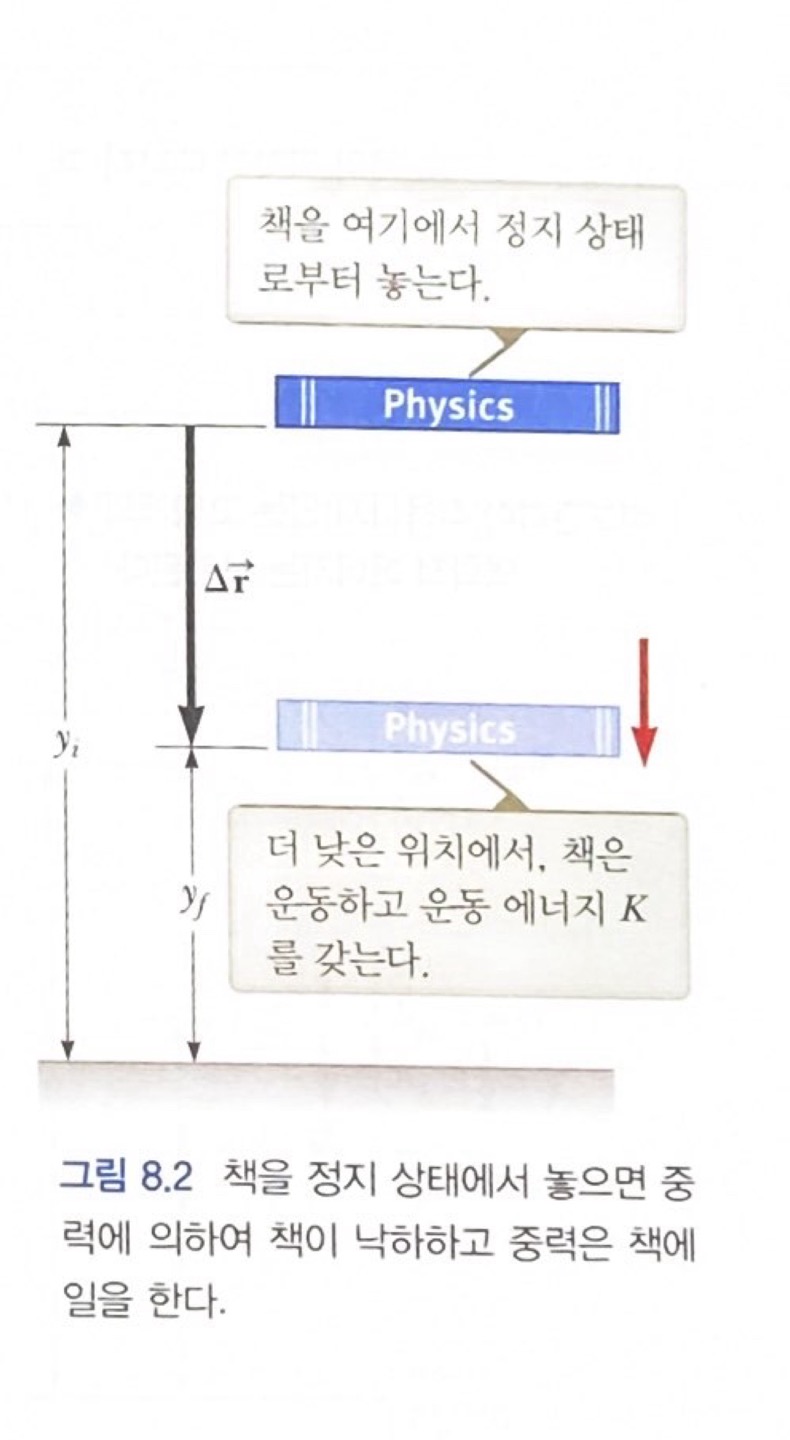 책을 여기에서 정지 상태
로부터 놓는다.
Physics
Δr⃗
Physics
yᵢ
y_f
더 낮은 위치에서, 책은
운동하고 운동 에너지 K
를 갖는다.
그림 8.2 책을 정지 상태에서 놓으면 중
력에 의하여 책이 낙하하고 중력은 책에
일을 한다.